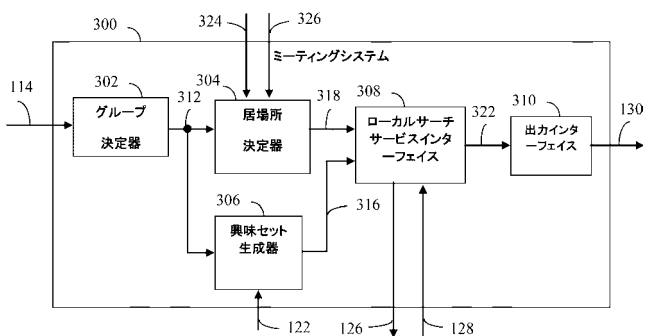 324
326
300
ミーティングシステム
302
304
308
310
114
グループ
決定器
312
居場所
決定器
318
ローカルサーチ
サービスインタ
ーフェイス
322
出力インタ
ーフェイス
130
306
316
興味セット
生成器
122
126
128